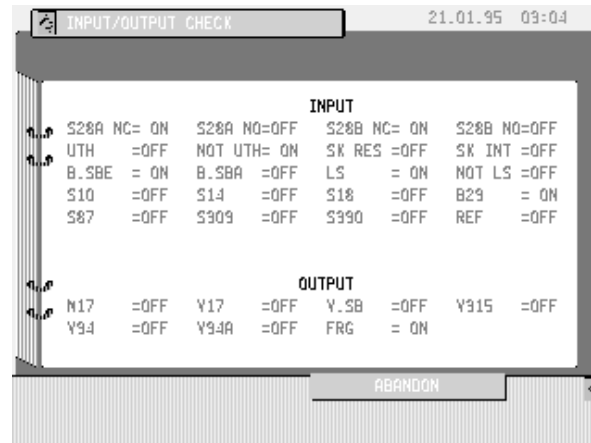 INPUT/OUTPUT CHECK 21.01.95 03:04
INPUT
S28A NC= ON S28A NO=OFF S28B NC= ON S28B NO=OFF
UTH =OFF NOT UTH= ON SK RES =OFF SK INT =OFF
B.SBE = ON B.SBA =OFF LS = ON NOT LS =OFF
S10 =OFF S14 =OFF S18 =OFF B29 = ON
S87 =OFF S309 =OFF S390 =OFF REF =OFF
OUTPUT
M17 =OFF Y17 =OFF Y.SB =OFF Y315 =OFF
Y94 =OFF Y94A =OFF FRG = ON
ABANDON